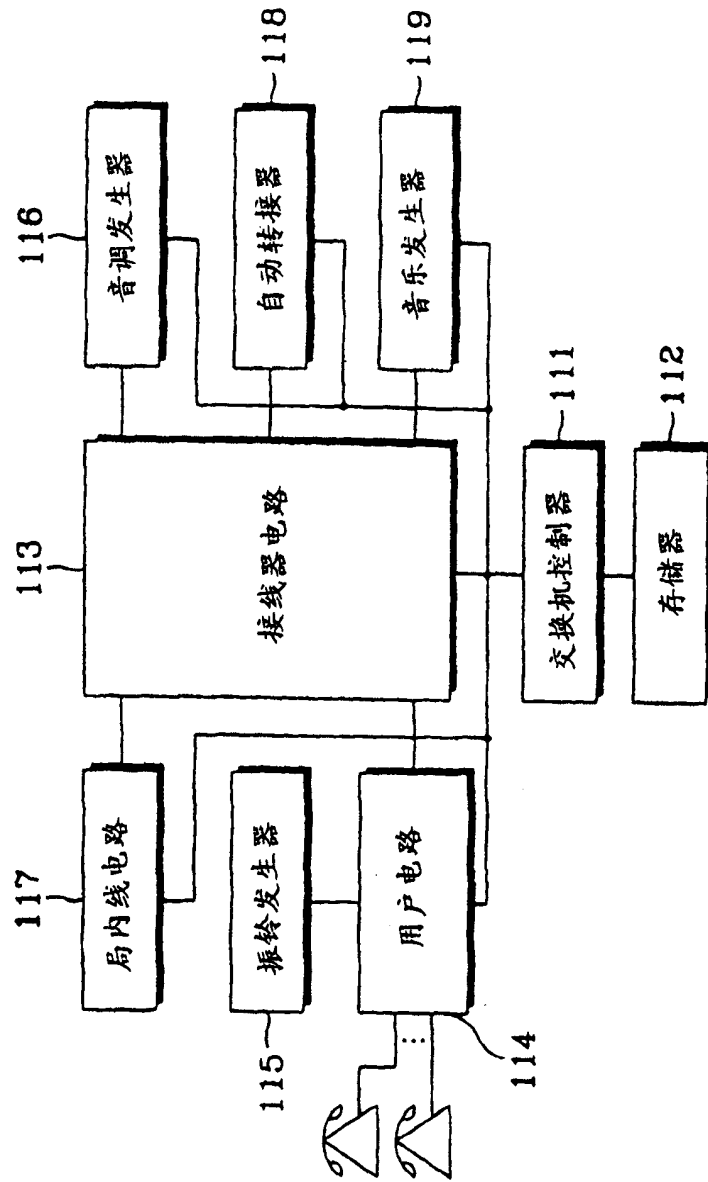 117
局内线电路
113
接线器电路
116
音调发生器
115
振铃发生器
118
自动转接器
114
用户电路
119
音乐发生器
111
交换机控制器
112
存储器